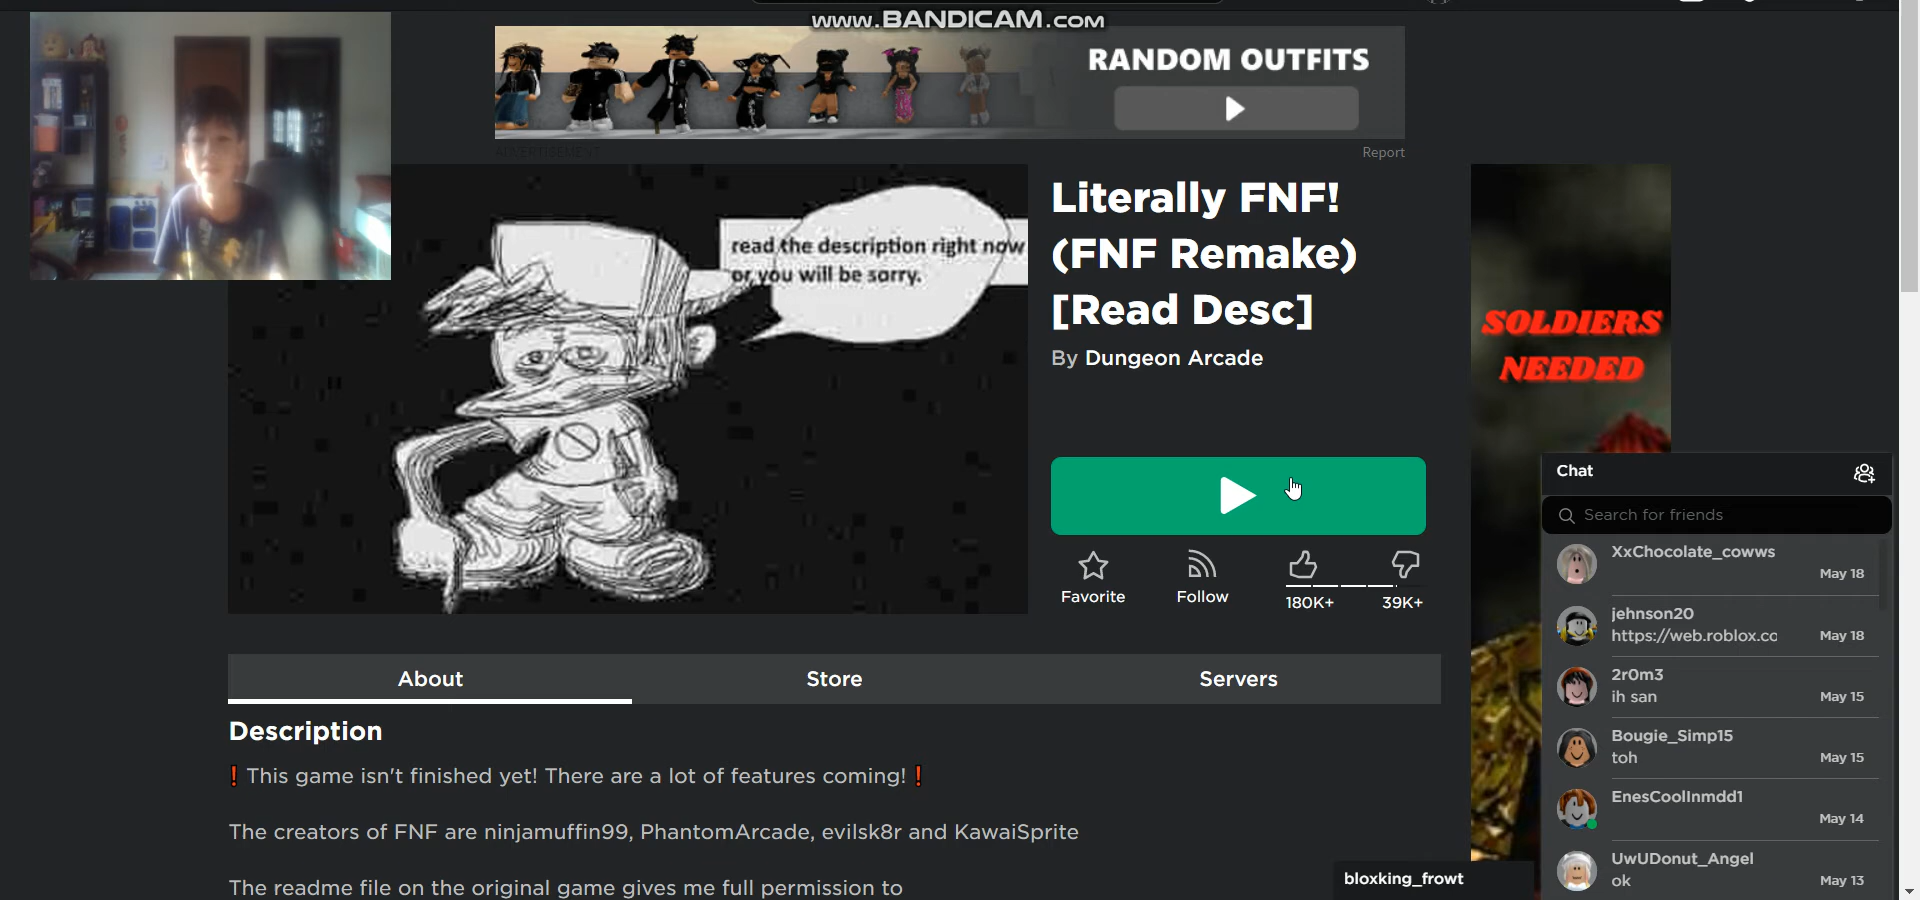 www.BANDICAM.com
RANDOM OUTFITS
ADVERTISEMENT
Report
read the description right now
or you will be sorry.
Literally FNF!
(FNF Remake)
[Read Desc]
By Dungeon Arcade
SOLDIERS
NEEDED
Favorite
Follow
180K+
39K+
About
Store
Servers
Description
❗This game isn't finished yet! There are a lot of features coming!❗
The creators of FNF are ninjamuffin99, PhantomArcade, evilsk8r and KawaiSprite
The readme file on the original game gives me full permission to
Chat
Search for friends
XxChocolate_cowws
May 18
jehnson20
https://web.roblox.cc May 18
2r0m3
ih san May 15
Bougie_Simp15
toh May 15
EnesCoolInmdd1
May 14
UwUDonut_Angel
ok May 13
bloxking_frowt